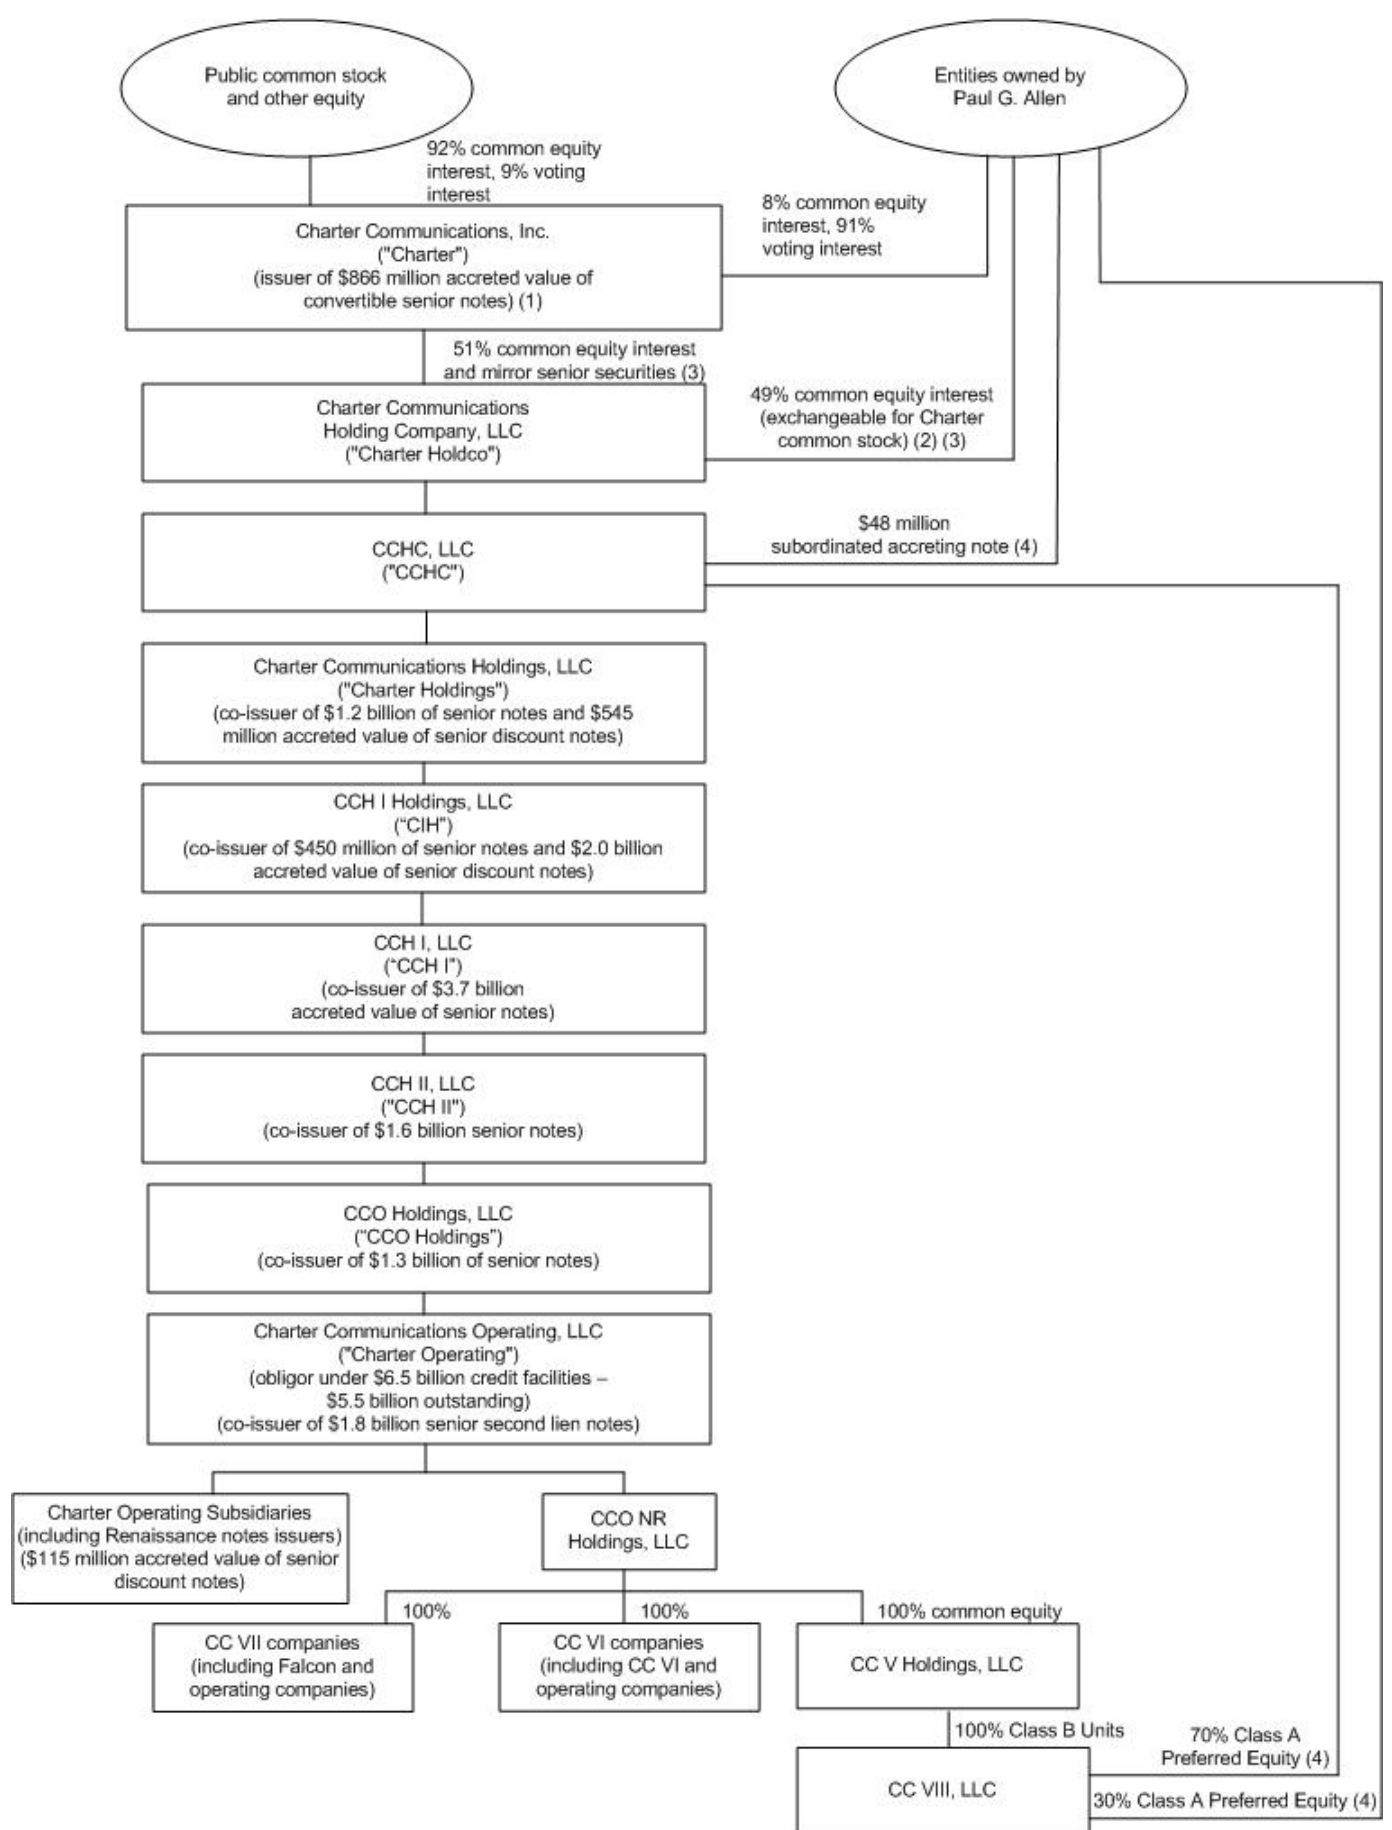 Public common stock
and other equity
Entities owned by
Paul G. Allen
92% common equity
interest, 9% voting
interest
8% common equity
interest, 91%
voting interest
Charter Communications, Inc.
("Charter")
(issuer of $866 million accreted value of
convertible senior notes) (1)
51% common equity interest
and mirror senior securities (3)
49% common equity interest
(exchangeable for Charter
common stock) (2) (3)
Charter Communications
Holding Company, LLC
("Charter Holdco")
$48 million
subordinated accreting note (4)
CCHC, LLC
("CCHC")
Charter Communications Holdings, LLC
("Charter Holdings")
(co-issuer of $1.2 billion of senior notes and $545
million accreted value of senior discount notes)
CCH I Holdings, LLC
(“CIH”)
(co-issuer of $450 million of senior notes and $2.0 billion
accreted value of senior discount notes)
CCH I, LLC
(“CCH I”)
(co-issuer of $3.7 billion
accreted value of senior notes)
CCH II, LLC
("CCH II")
(co-issuer of $1.6 billion senior notes)
CCO Holdings, LLC
(“CCO Holdings”)
(co-issuer of $1.3 billion of senior notes)
Charter Communications Operating, LLC
("Charter Operating")
(obligor under $6.5 billion credit facilities –
$5.5 billion outstanding)
(co-issuer of $1.8 billion senior second lien notes)
Charter Operating Subsidiaries
(including Renaissance notes issuers)
($115 million accreted value of senior
discount notes)
CCO NR
Holdings, LLC
100%
100%
100% common equity
CC VII companies
(including Falcon and
operating companies)
CC VI companies
(including CC VI and
operating companies)
CC V Holdings, LLC
100% Class B Units
70% Class A
Preferred Equity (4)
CC VIII, LLC
30% Class A Preferred Equity (4)